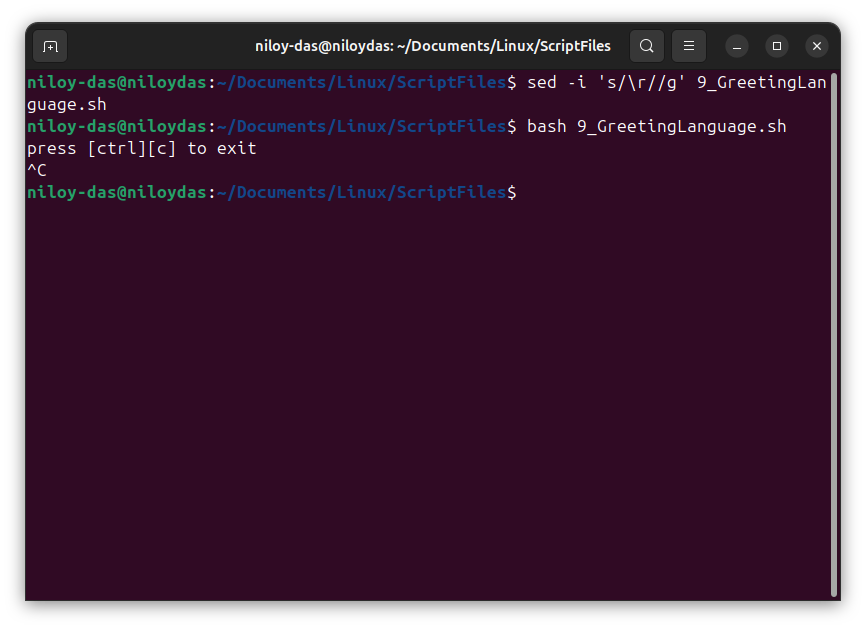 niloy-das@niloydas: ~/Documents/Linux/ScriptFiles
niloy-das@niloydas:~/Documents/Linux/ScriptFiles$ sed -i 's/\r//g' 9_GreetingLan
guage.sh
niloy-das@niloydas:~/Documents/Linux/ScriptFiles$ bash 9_GreetingLanguage.sh
press [ctrl][c] to exit
^C
niloy-das@niloydas:~/Documents/Linux/ScriptFiles$